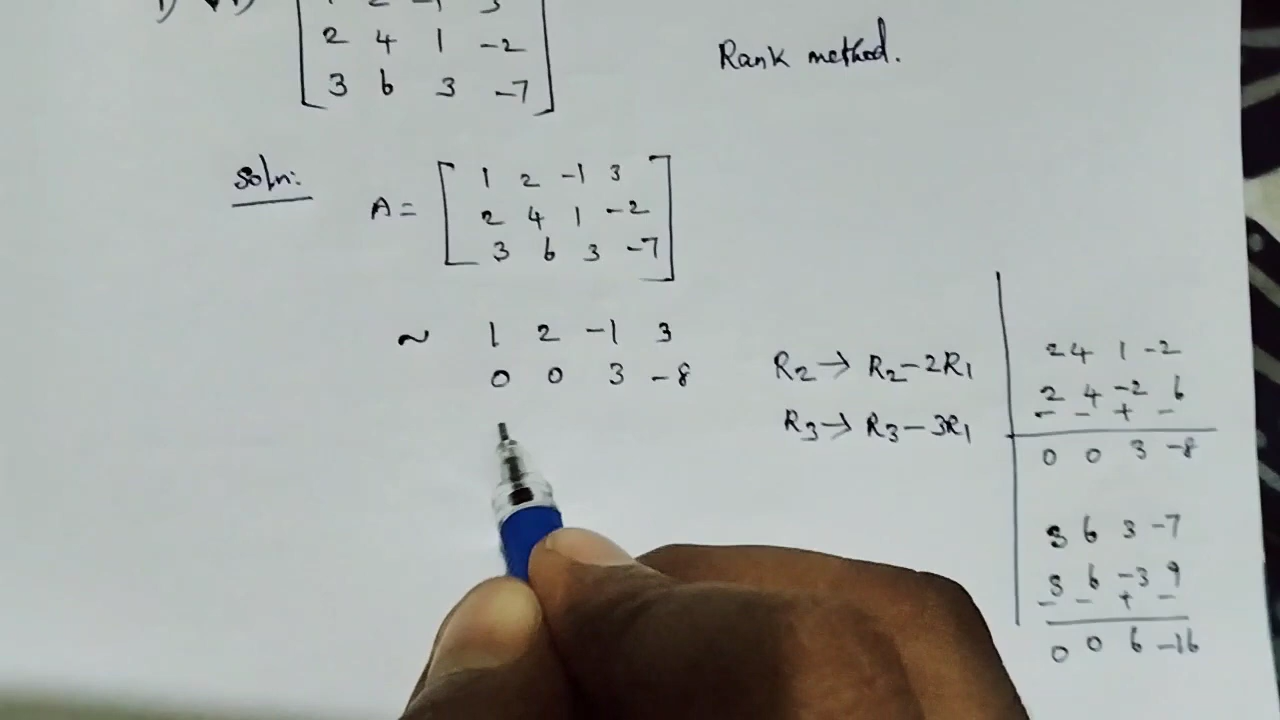 2 4 1 -2
3 6 3 -7
Rank method.
Soln:
A = 1 2 -1 3
2 4 1 -2
3 6 3 -7
~ 1 2 -1 3
0 0 3 -8
R2 → R2 - 2R1
R3 → R3 - 3R1
2 4 1 -2
2 4 -2 6
- - + -
0 0 3 -8
3 6 3 -7
3 6 -3 9
- - + -
0 0 6 -16